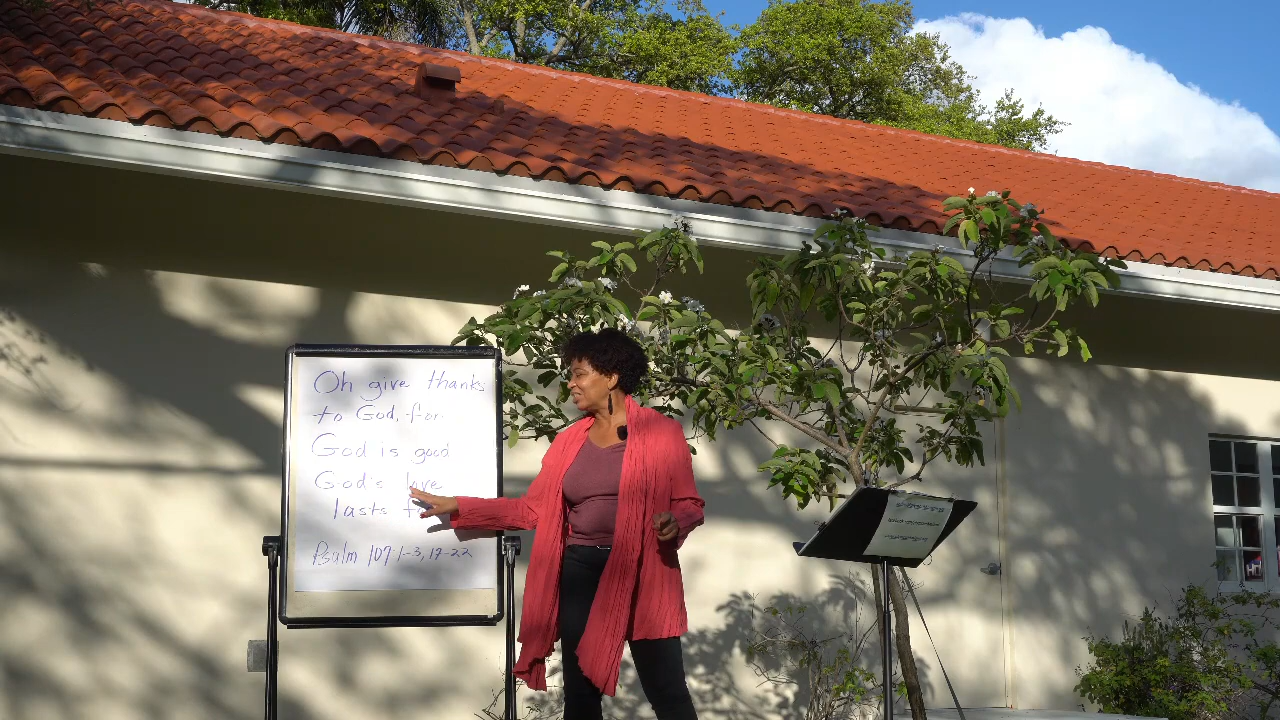 Oh give thanks
to God, for
God is good
God's love
lasts
Psalm 107:1-3, 17-22